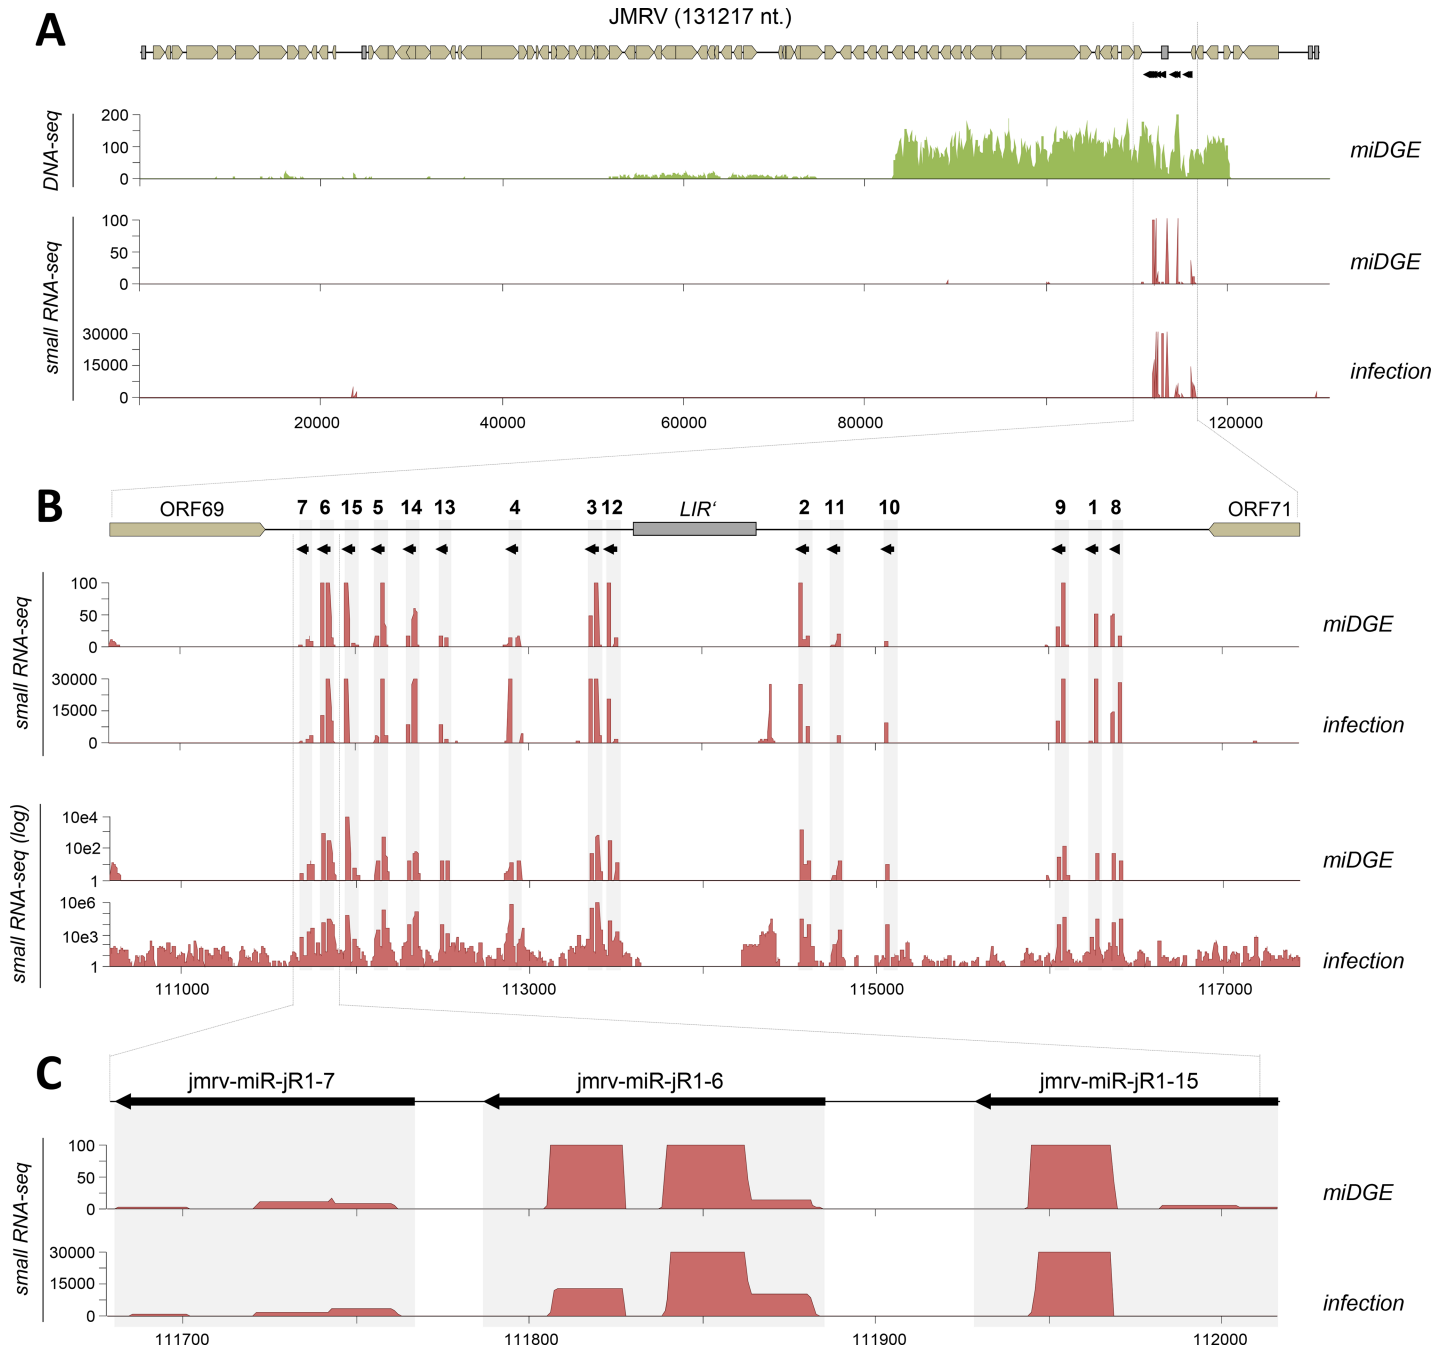 A
JMRV (131217 nt.)
DNA-seq
200
100
0
miDGE
small RNA-seq
100
50
0
miDGE
30000
15000
0
infection
20000 40000 60000 80000 120000
B
ORF69 7 6 15 5 14 13 4 3 12 LIR‘ 2 11 10 9 1 8 ORF71
small RNA-seq
100
50
0
miDGE
30000
15000
0
infection
small RNA-seq (log)
10e4
10e2
1
miDGE
10e6
10e3
1
infection
111000 113000 115000 117000
C
jmrv-miR-jR1-7 jmrv-miR-jR1-6 jmrv-miR-jR1-15
small RNA-seq
100
50
0
miDGE
30000
15000
0
infection
111700 111800 111900 112000